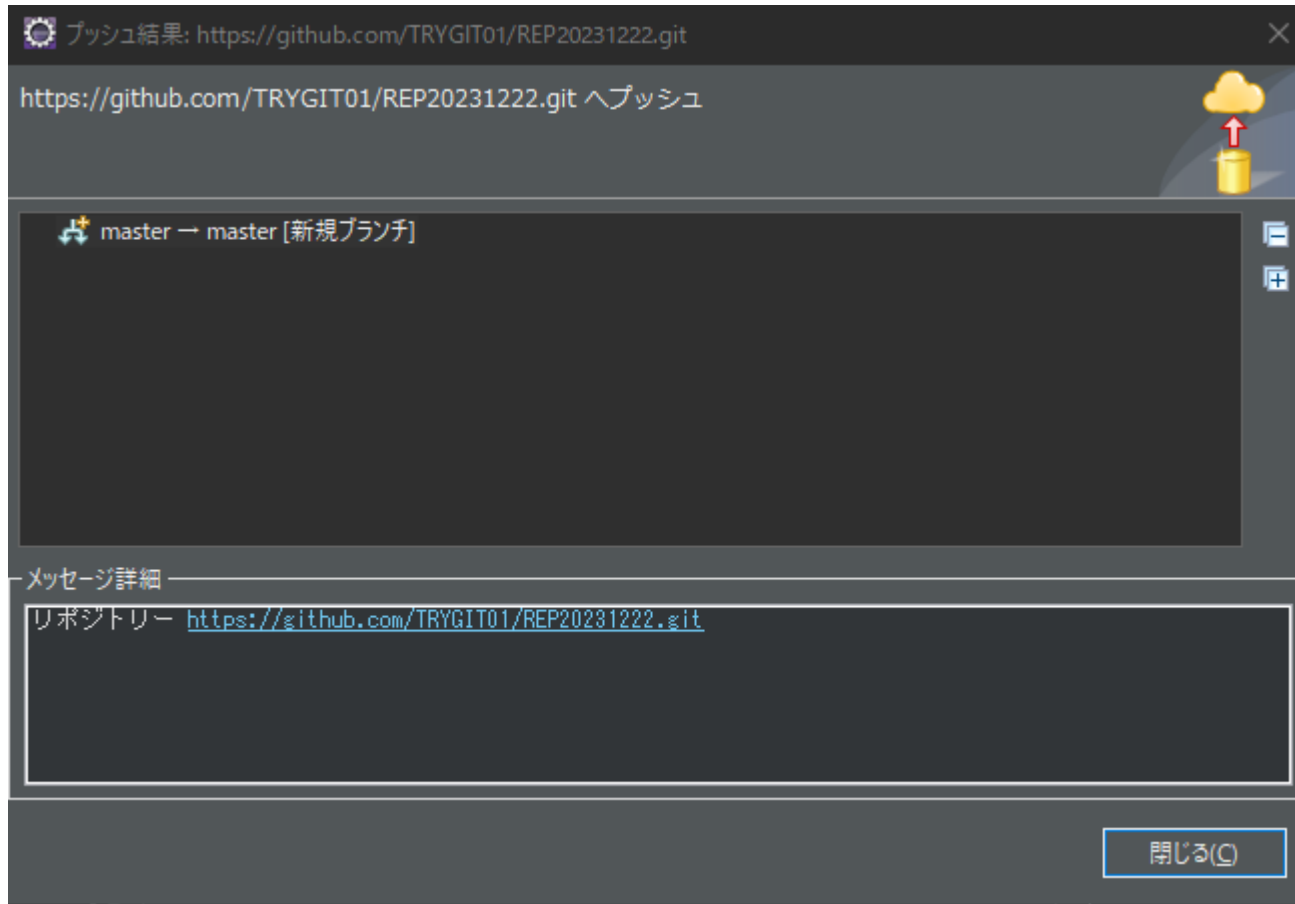 プッシュ結果: https://github.com/TRYGIT01/REP20231222.git
https://github.com/TRYGIT01/REP20231222.git へプッシュ
master → master [新規ブランチ]
メッセージ詳細
リポジトリー https://github.com/TRYGIT01/REP20231222.git
閉じる(C)